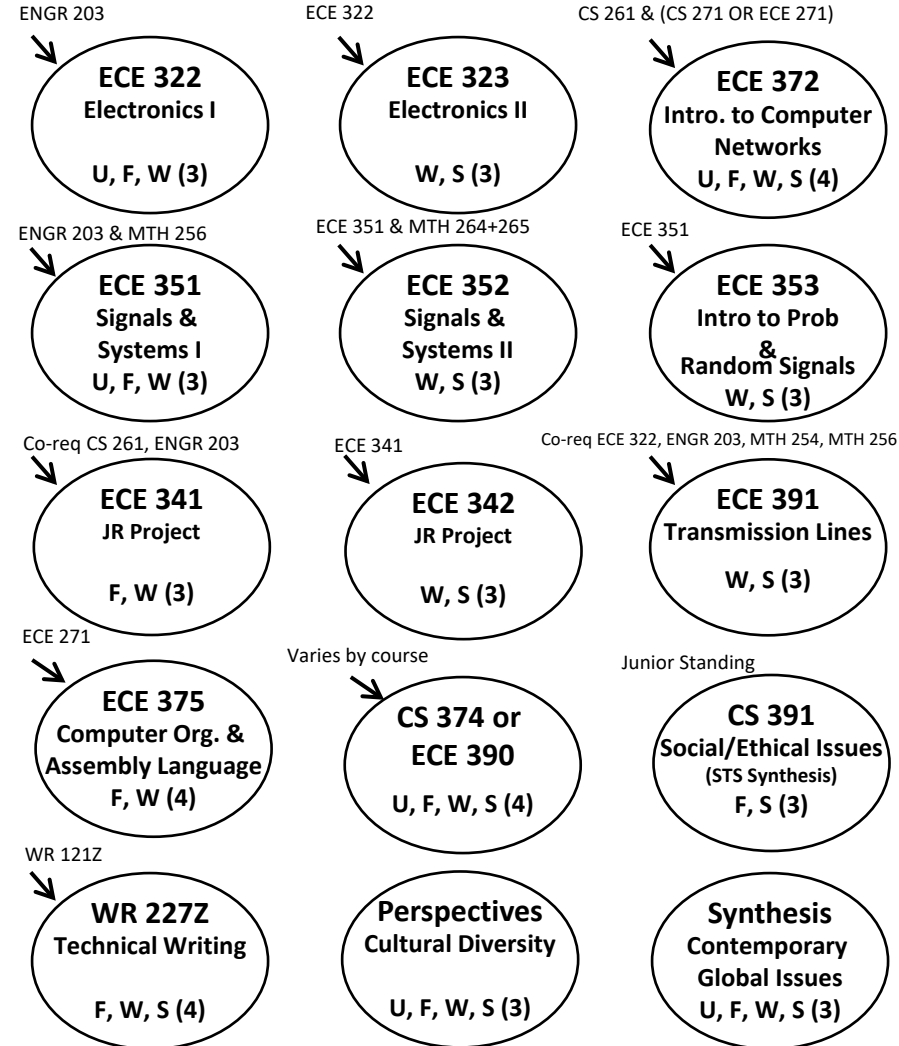 ENGR 203
ECE 322
Electronics I
U, F, W (3)
ECE 322
ECE 323
Electronics II
W, S (3)
CS 261 & (CS 271 OR ECE 271)
ECE 372
Intro. to Computer
Networks
U, F, W, S (4)
ENGR 203 & MTH 256
ECE 351
Signals &
Systems I
U, F, W (3)
ECE 351 & MTH 264+265
ECE 352
Signals &
Systems II
W, S (3)
ECE 351
ECE 353
Intro to Prob
&
Random Signals
W, S (3)
Co-req CS 261, ENGR 203
ECE 341
JR Project
F, W (3)
ECE 341
ECE 342
JR Project
W, S (3)
Co-req ECE 322, ENGR 203, MTH 254, MTH 256
ECE 391
Transmission Lines
W, S (3)
ECE 271
ECE 375
Computer Org. &
Assembly Language
F, W (4)
Varies by course
CS 374 or
ECE 390
U, F, W, S (4)
Junior Standing
CS 391
Social/Ethical Issues
(STS Synthesis)
F, S (3)
WR 121Z
WR 227Z
Technical Writing
F, W, S (4)
Perspectives
Cultural Diversity
U, F, W, S (3)
Synthesis
Contemporary
Global Issues
U, F, W, S (3)